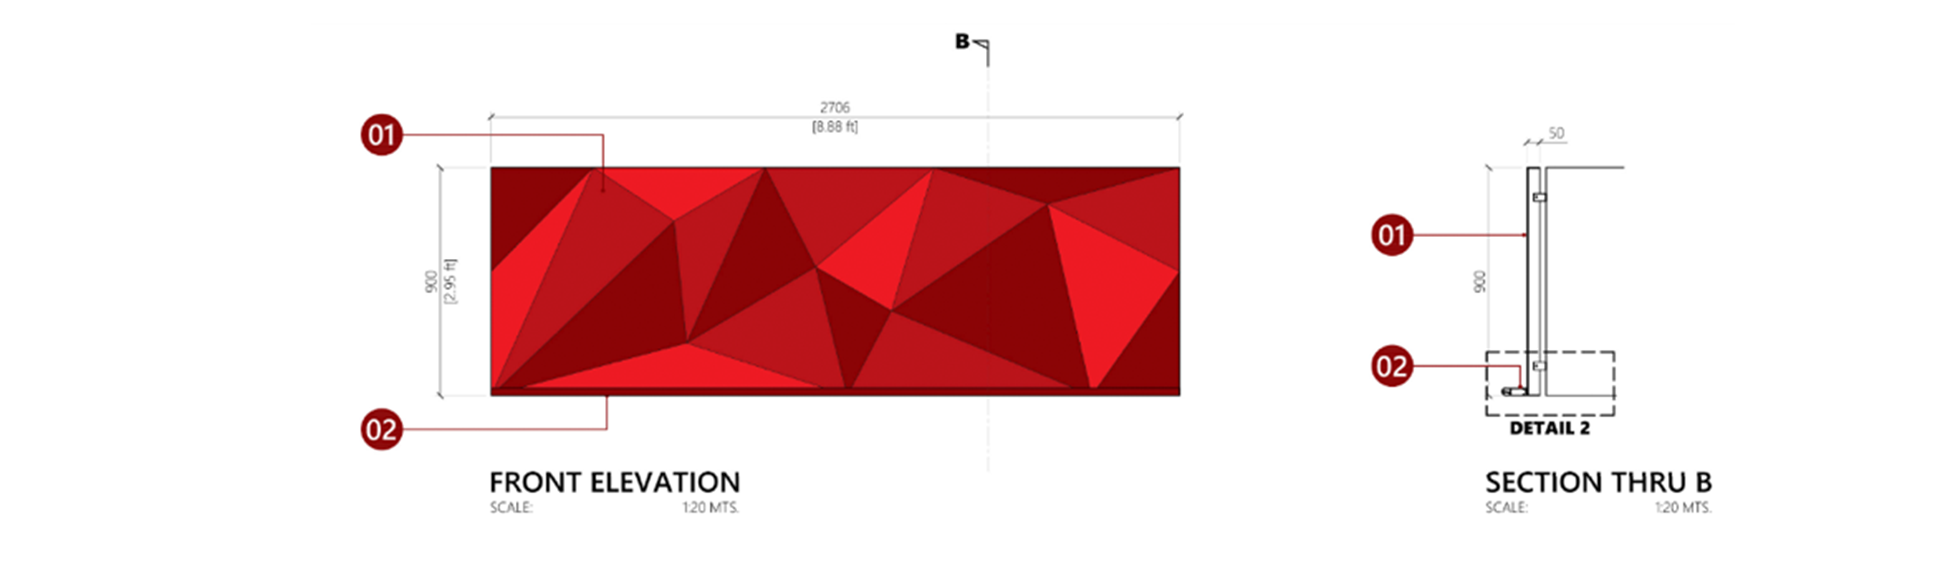 B
2706
[8.88 ft]
01
900
[2.95 ft]
02
FRONT ELEVATION
SCALE: 1:20 MTS.
50
01
900
02
DETAIL 2
SECTION THRU B
SCALE: 1:20 MTS.